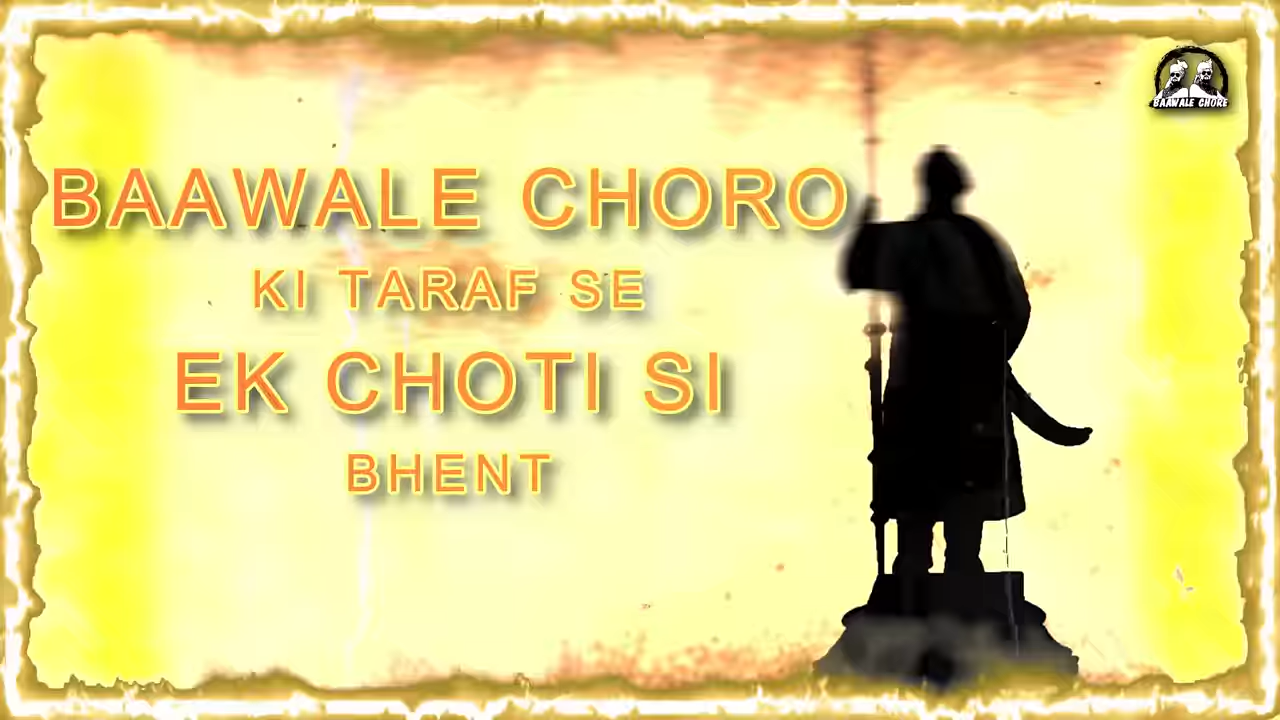 BAAWALE CHORO
KI TARAF SE
EK CHOTI SI
BHENT
BAAWALE CHORE